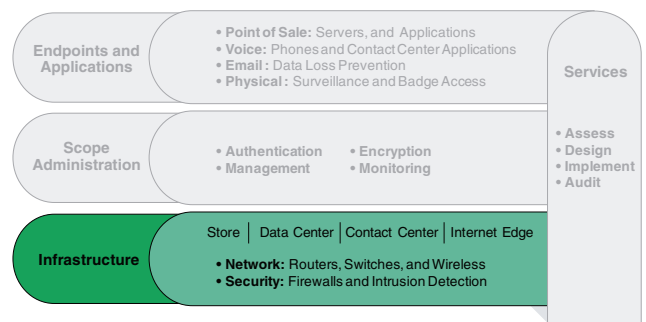 Endpoints and
Applications
• Point of Sale: Servers, and Applications
• Voice: Phones and Contact Center Applications
• Email : Data Loss Prevention
• Physical : Surveillance and Badge Access
Services
• Assess
• Design
• Implement
• Audit
Scope
Administration
• Authentication • Encryption
• Management • Monitoring
Infrastructure
Store | Data Center | Contact Center | Internet Edge
• Network: Routers, Switches, and Wireless
• Security: Firewalls and Intrusion Detection